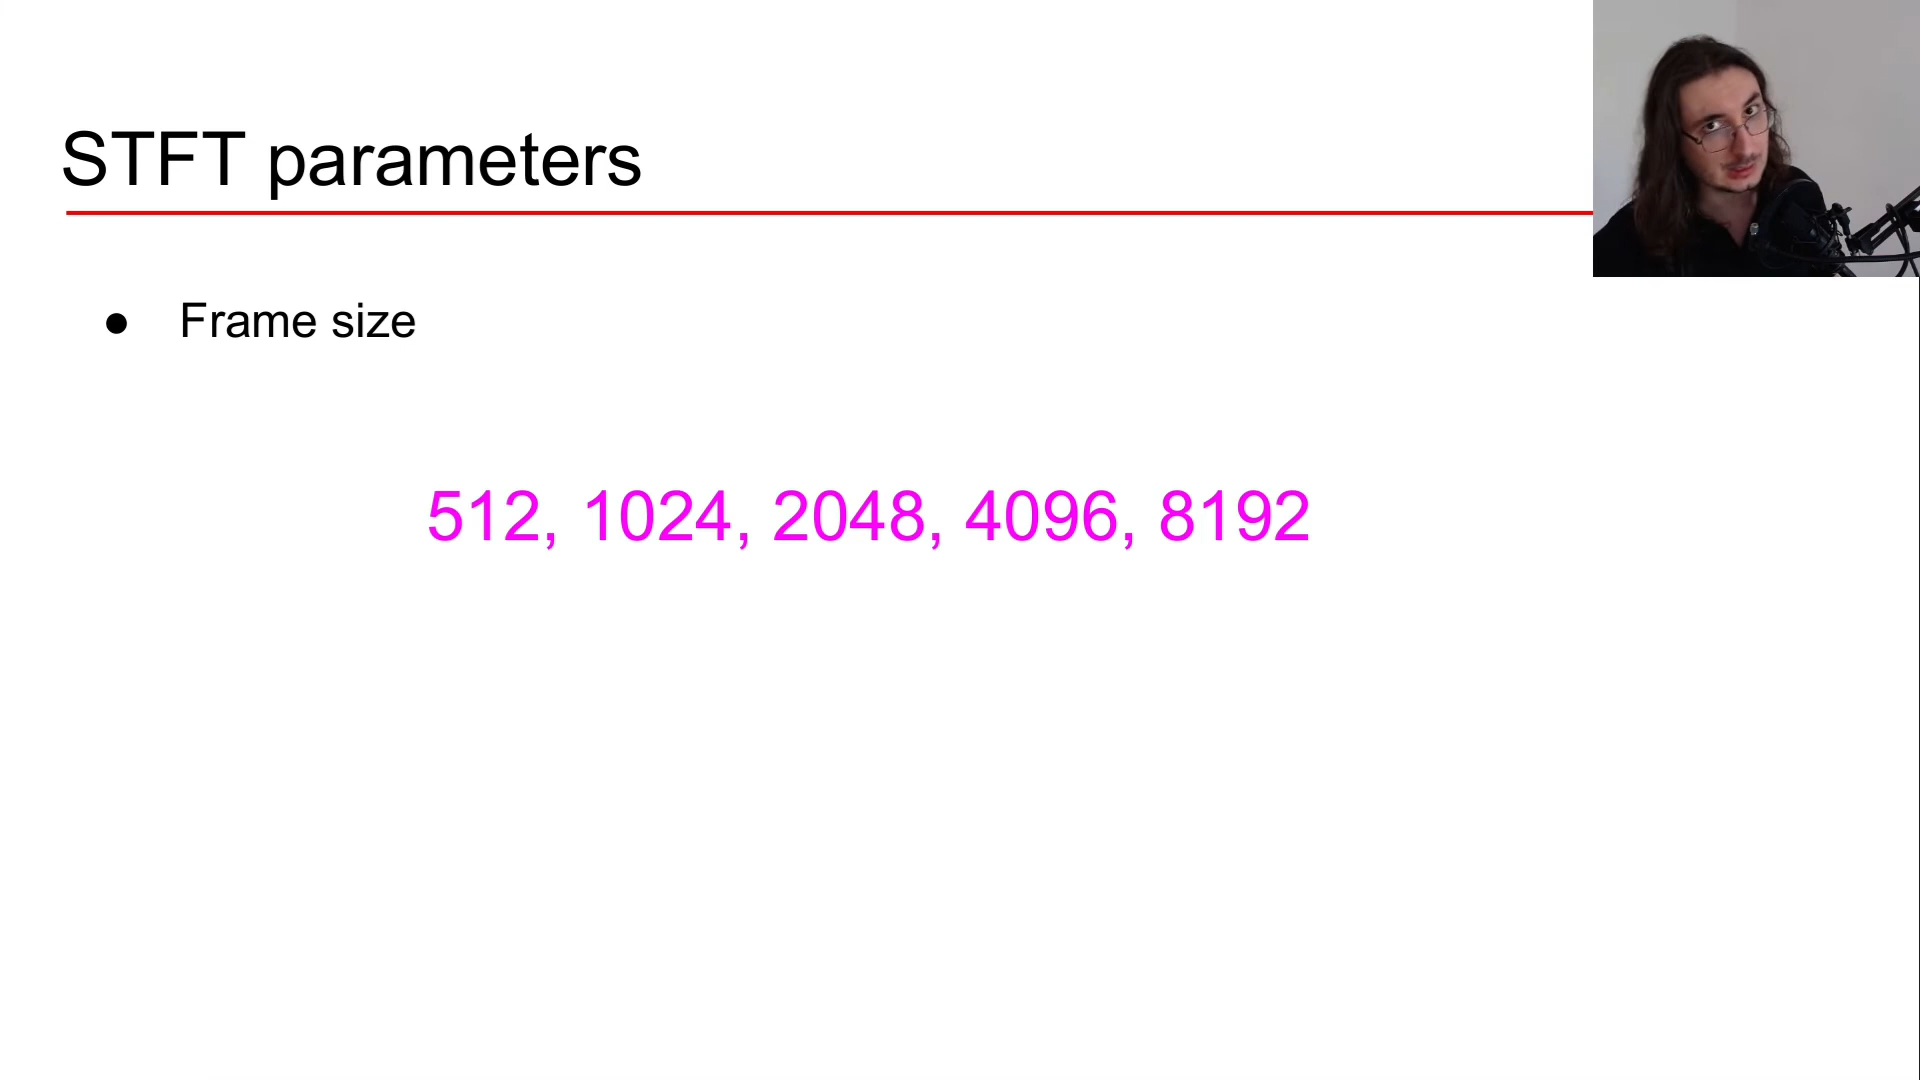 STFT parameters
● Frame size
512, 1024, 2048, 4096, 8192